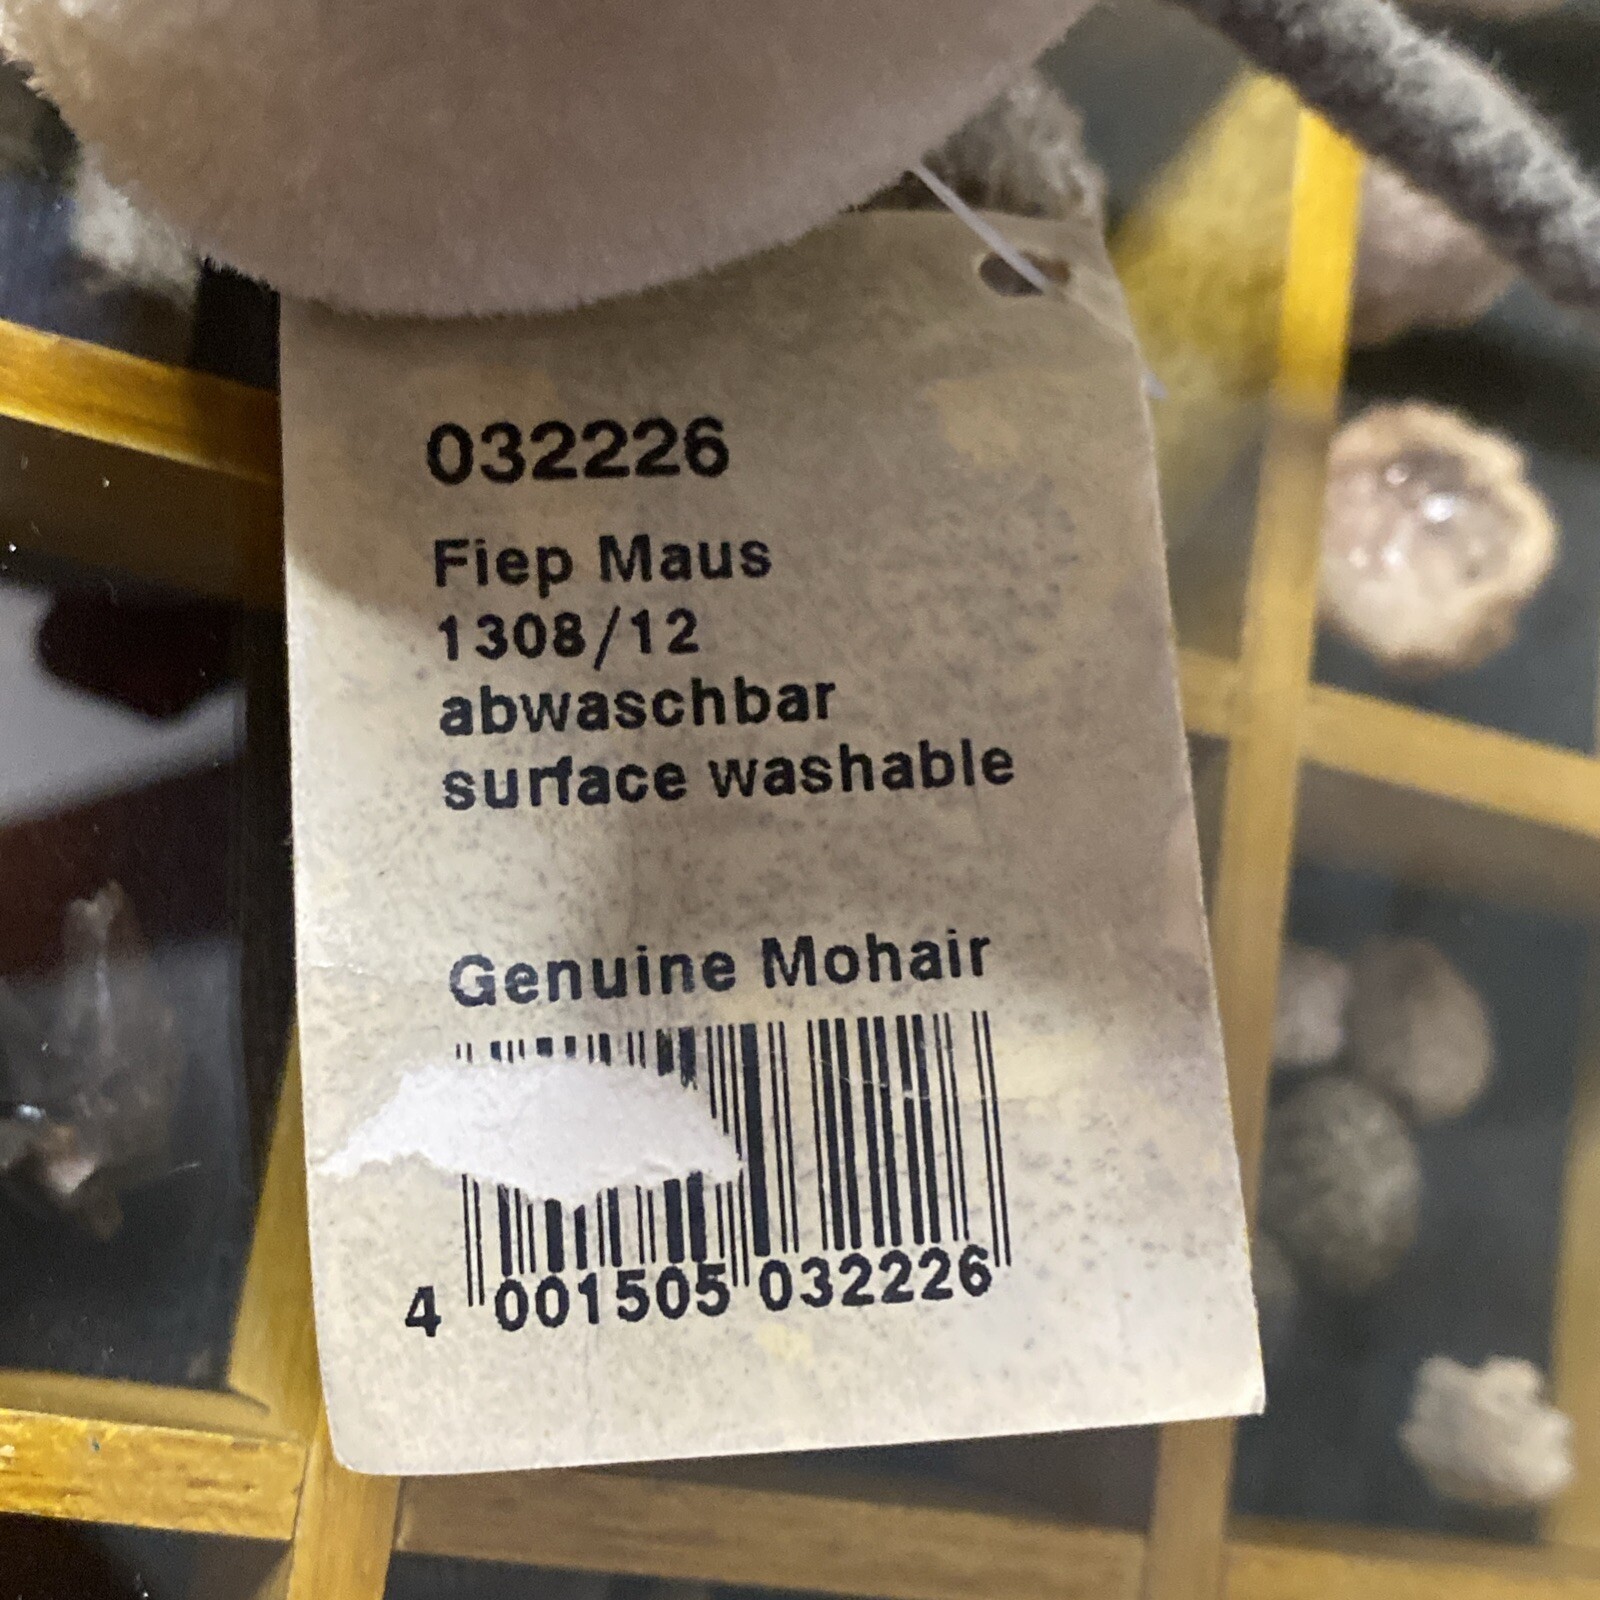 032226
Fiep Maus
1308/12
abwaschbar
surface washable
Genuine Mohair
4 001505 032226